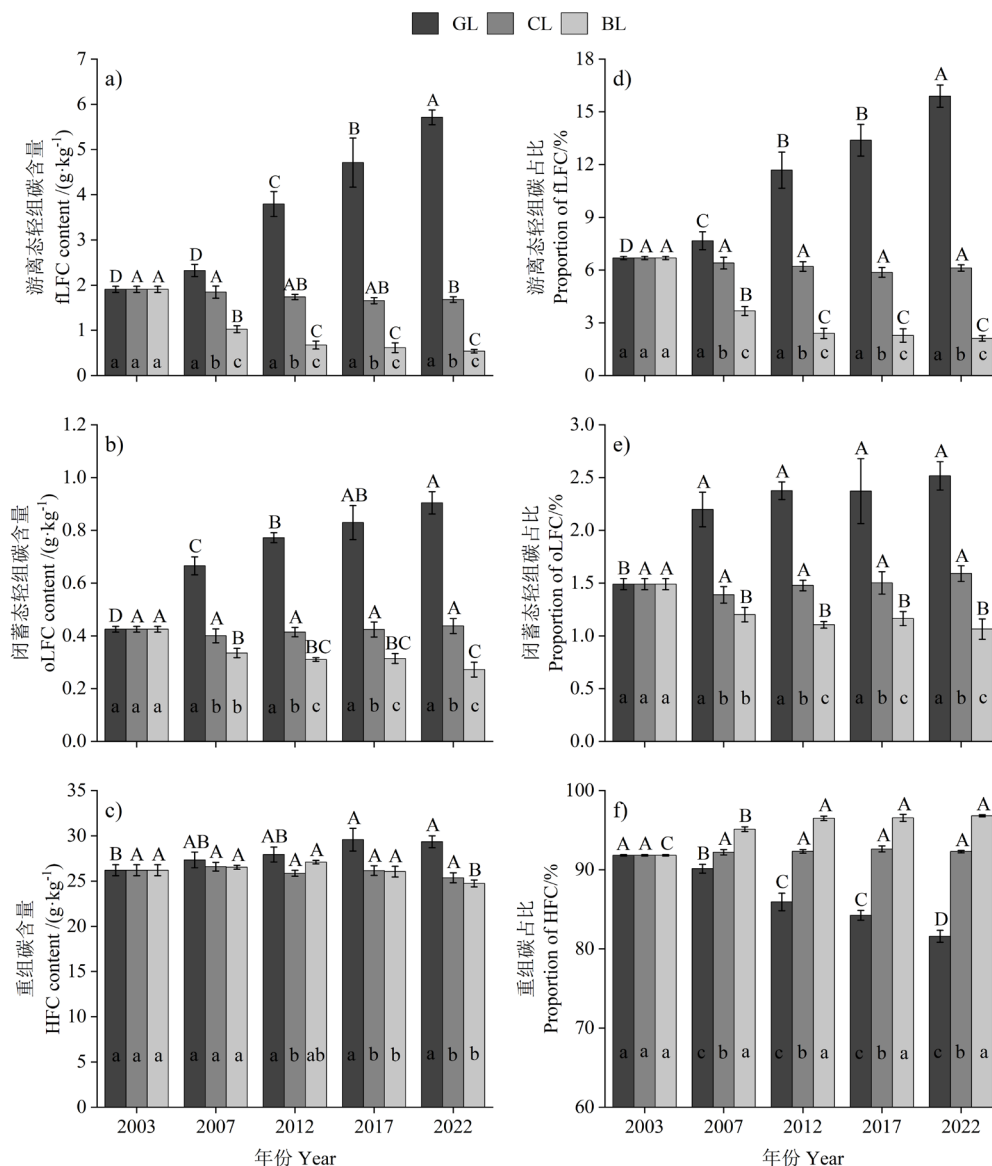 GL CL BL
a)
游离态轻组碳含量
fLFC content /(g·kg⁻¹)
7
6
5
4
3
2
1
0
D A A
D A B
C AB C
B AB C
A B C
a a a
a b c
a b c
a b c
a b c
d)
游离态轻组碳占比
Proportion of fLFC/%
18
15
12
9
6
3
0
D A A
C A B
B A C
B A C
A A C
a a a
a b c
a b c
a b c
a b c
b)
闭蓄态轻组碳含量
oLFC content /(g·kg⁻¹)
1.2
1.0
0.8
0.6
0.4
0.2
0.0
D A A
C A B
B A BC
AB A BC
A A C
a a a
a b b
a b c
a b c
a b c
e)
闭蓄态轻组碳占比
Proportion of oLFC/%
3.0
2.5
2.0
1.5
1.0
0.5
0.0
B A A
A A B
A A B
A A B
A A B
a a a
a b b
a b c
a b c
a b c
c)
重组碳含量
HFC content /(g·kg⁻¹)
35
30
25
20
15
10
5
0
B A A
AB A A
AB A A
A A A
A A B
a a a
a a a
a b ab
a b b
a b b
2003 2007 2012 2017 2022
年份 Year
f)
重组碳占比
Proportion of HFC/%
100
90
80
70
60
A A C
B A B
C A A
C A A
D A A
a a a
c b a
c b a
c b a
c b a
2003 2007 2012 2017 2022
年份 Year